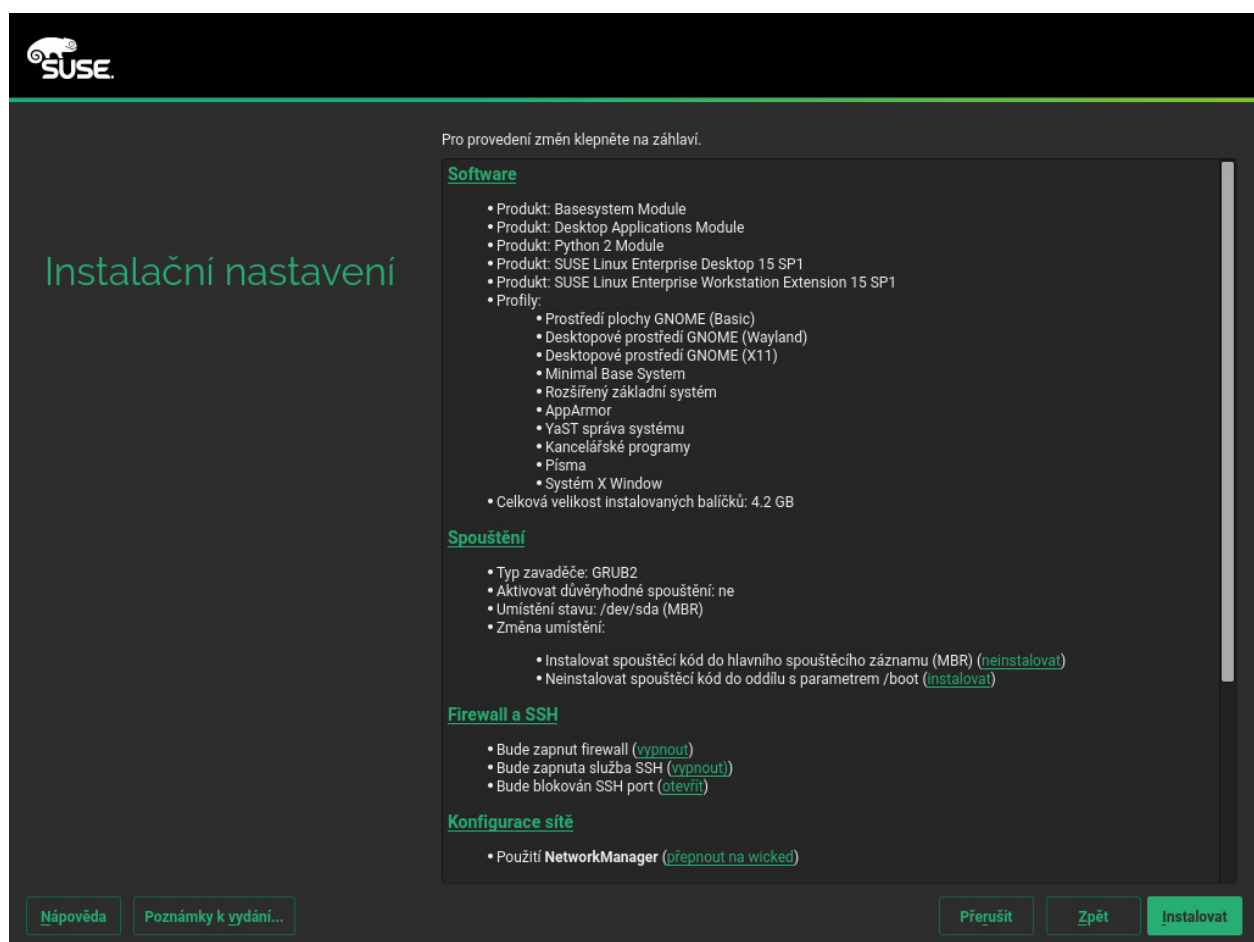 SUSE.
Pro provedení změn klepněte na záhlaví.
Instalační nastavení
Software
• Produkt: Basesystem Module
• Produkt: Desktop Applications Module
• Produkt: Python 2 Module
• Produkt: SUSE Linux Enterprise Desktop 15 SP1
• Produkt: SUSE Linux Enterprise Workstation Extension 15 SP1
• Profily:
• Prostředí plochy GNOME (Basic)
• Desktopové prostředí GNOME (Wayland)
• Desktopové prostředí GNOME (X11)
• Minimal Base System
• Rozšířený základní systém
• AppArmor
• YaST správa systému
• Kancelářské programy
• Písma
• Systém X Window
• Celková velikost instalovaných balíčků: 4.2 GB
Spouštění
• Typ zavaděče: GRUB2
• Aktivovat důvěryhodné spouštění: ne
• Umístění stavu: /dev/sda (MBR)
• Změna umístění:
• Instalovat spouštěcí kód do hlavního spouštěcího záznamu (MBR) (neinstalovat)
• Neinstalovat spouštěcí kód do oddílu s parametrem /boot (instalovat)
Firewall a SSH
• Bude zapnut firewall (vypnout)
• Bude zapnuta služba SSH (vypnout))
• Bude blokován SSH port (otevřít)
Konfigurace sítě
• Použití NetworkManager (přepnout na wicked)
Nápověda Poznámky k vydání... Přerušit Zpět Instalovat